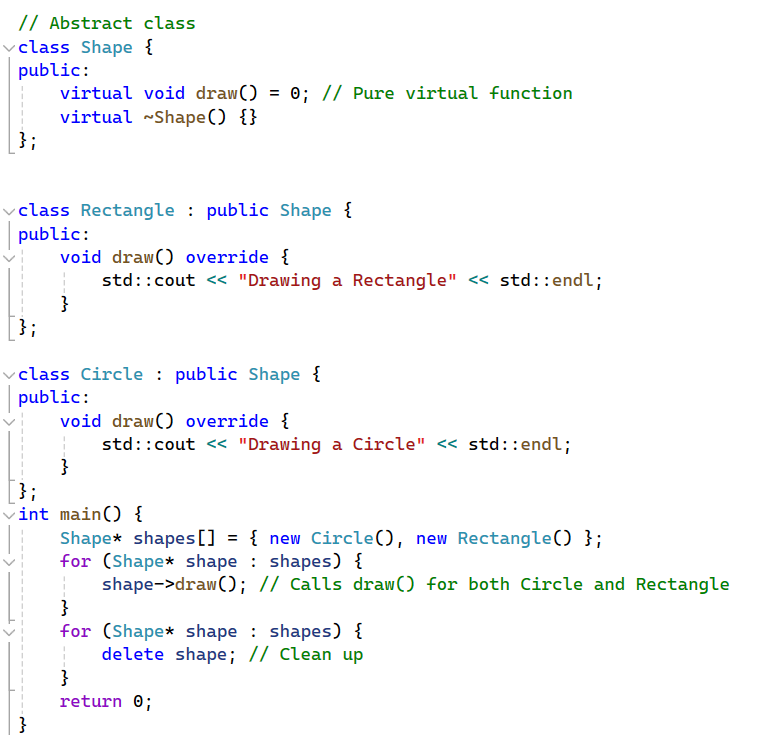 // Abstract class
class Shape {
public:
    virtual void draw() = 0; // Pure virtual function
    virtual ~Shape() {}
};
class Rectangle : public Shape {
public:
    void draw() override {
        std::cout << "Drawing a Rectangle" << std::endl;
    }
};
class Circle : public Shape {
public:
    void draw() override {
        std::cout << "Drawing a Circle" << std::endl;
    }
};
int main() {
    Shape* shapes[] = { new Circle(), new Rectangle() };
    for (Shape* shape : shapes) {
        shape->draw(); // Calls draw() for both Circle and Rectangle
    }
    for (Shape* shape : shapes) {
        delete shape; // Clean up
    }
    return 0;
}